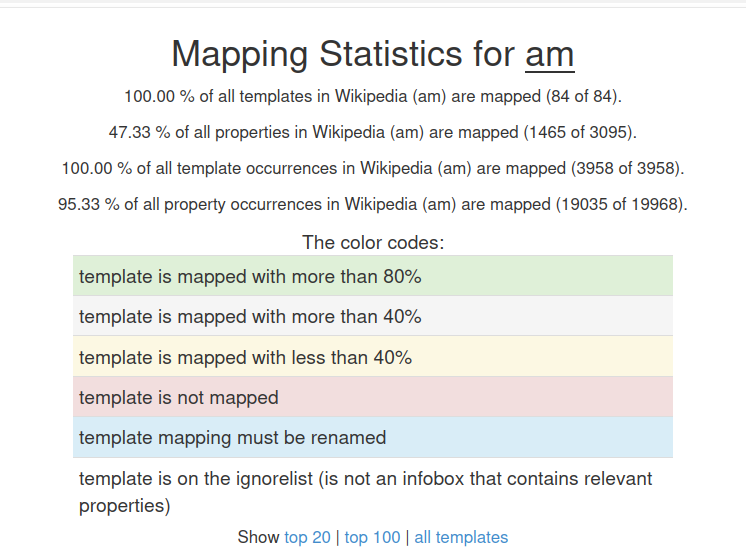 Mapping Statistics for am
100.00 % of all templates in Wikipedia (am) are mapped (84 of 84).
47.33 % of all properties in Wikipedia (am) are mapped (1465 of 3095).
100.00 % of all template occurrences in Wikipedia (am) are mapped (3958 of 3958).
95.33 % of all property occurrences in Wikipedia (am) are mapped (19035 of 19968).
The color codes:
template is mapped with more than 80%
template is mapped with more than 40%
template is mapped with less than 40%
template is not mapped
template mapping must be renamed
template is on the ignorelist (is not an infobox that contains relevant
properties)
Show top 20 | top 100 | all templates